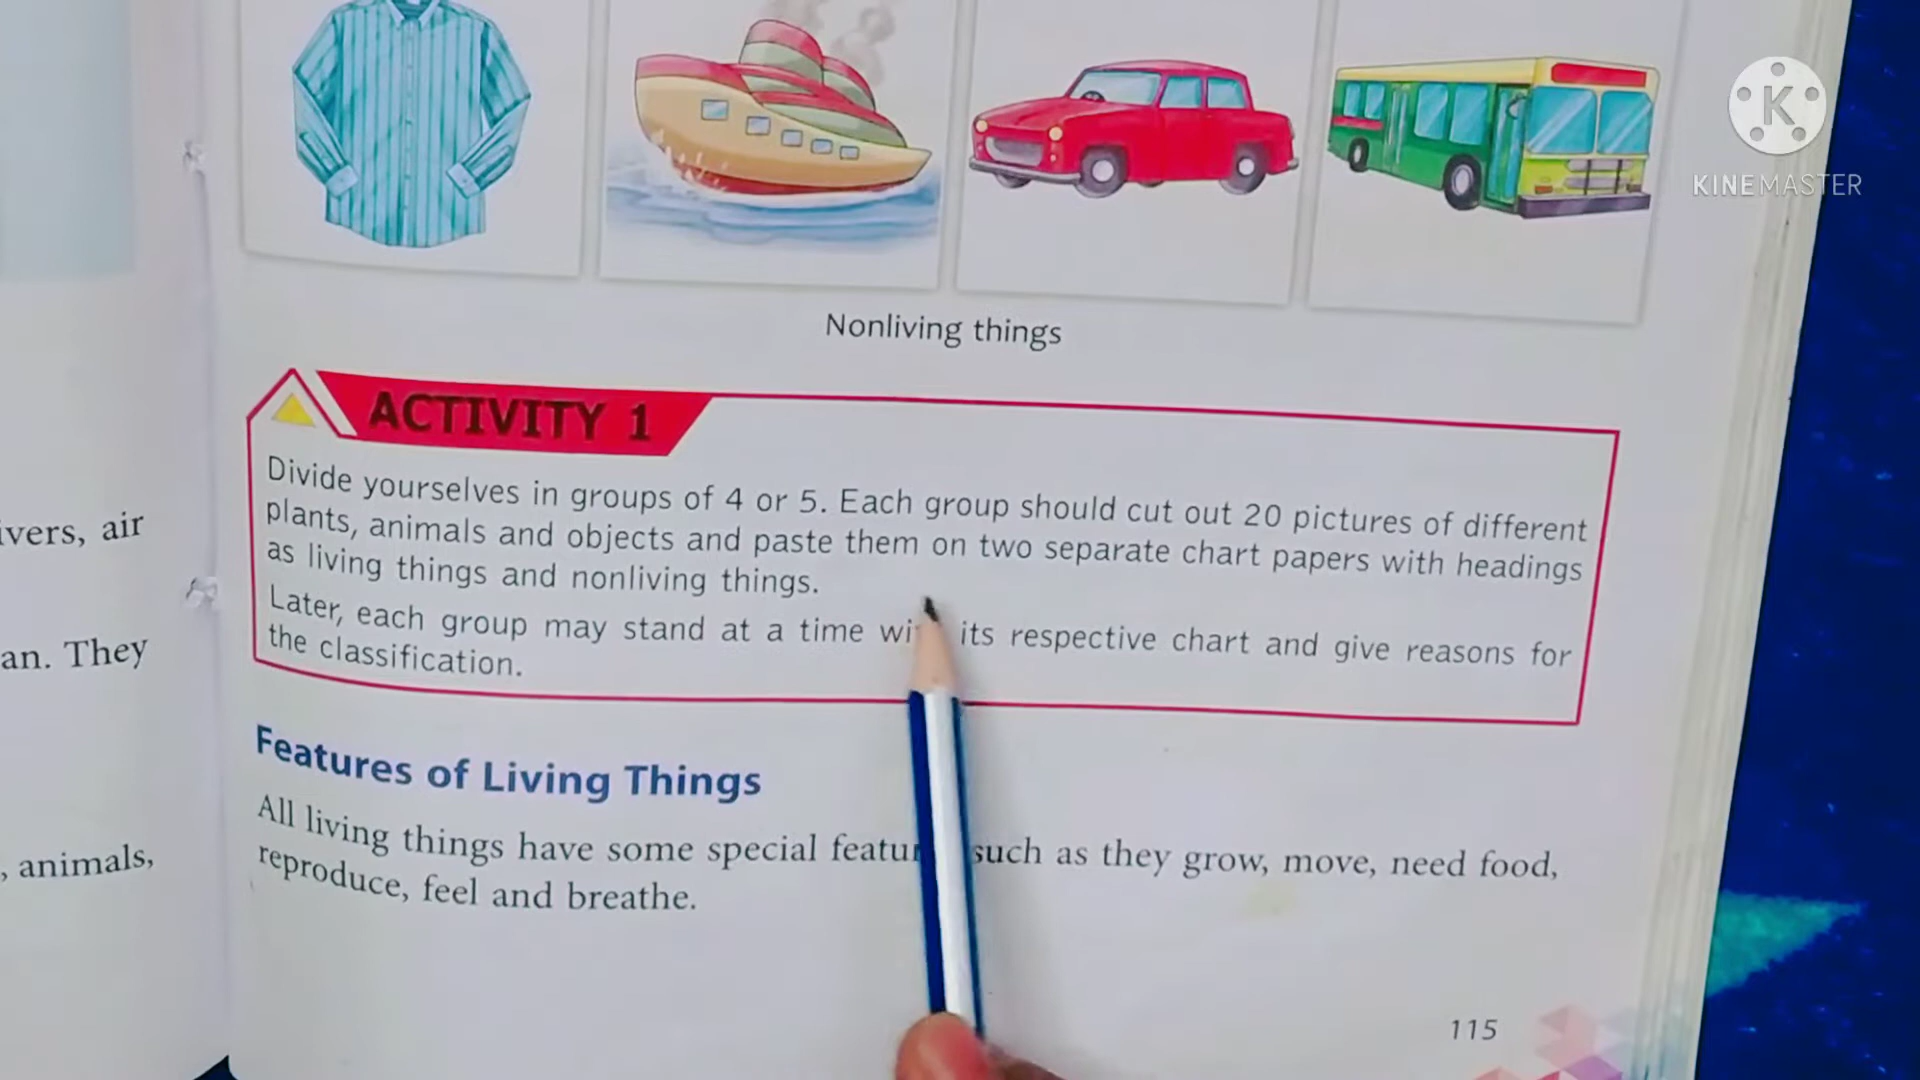 KINEMASTER
Nonliving things
ACTIVITY 1
Divide yourselves in groups of 4 or 5. Each group should cut out 20 pictures of different
plants, animals and objects and paste them on two separate chart papers with headings
as living things and nonliving things.
Later, each group may stand at a time its respective chart and give reasons for
the classification.
Features of Living Things
All living things have some special such as they grow, move, need food,
reproduce, feel and breathe.
115
air
They
, animals,